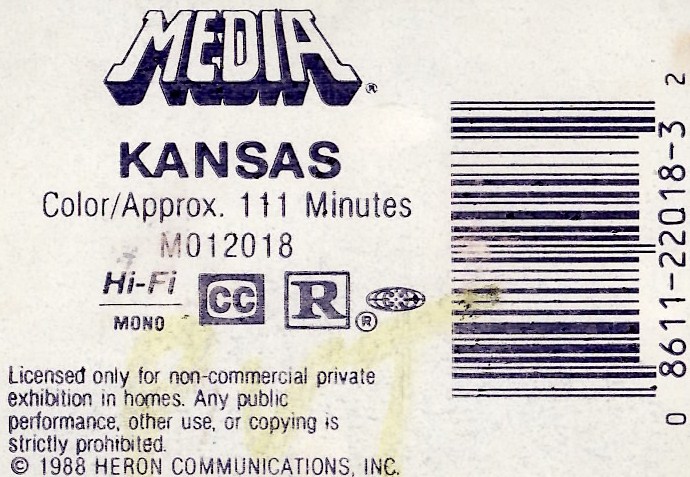 MEDIA®
KANSAS
Color/Approx. 111 Minutes
M012018
Hi-Fi
MONO
CC
R ®
Licensed only for non-commercial private
exhibition in homes. Any public
performance, other use, or copying is
strictly prohibited.
© 1988 HERON COMMUNICATIONS, INC.
0 8611-22018-3 2